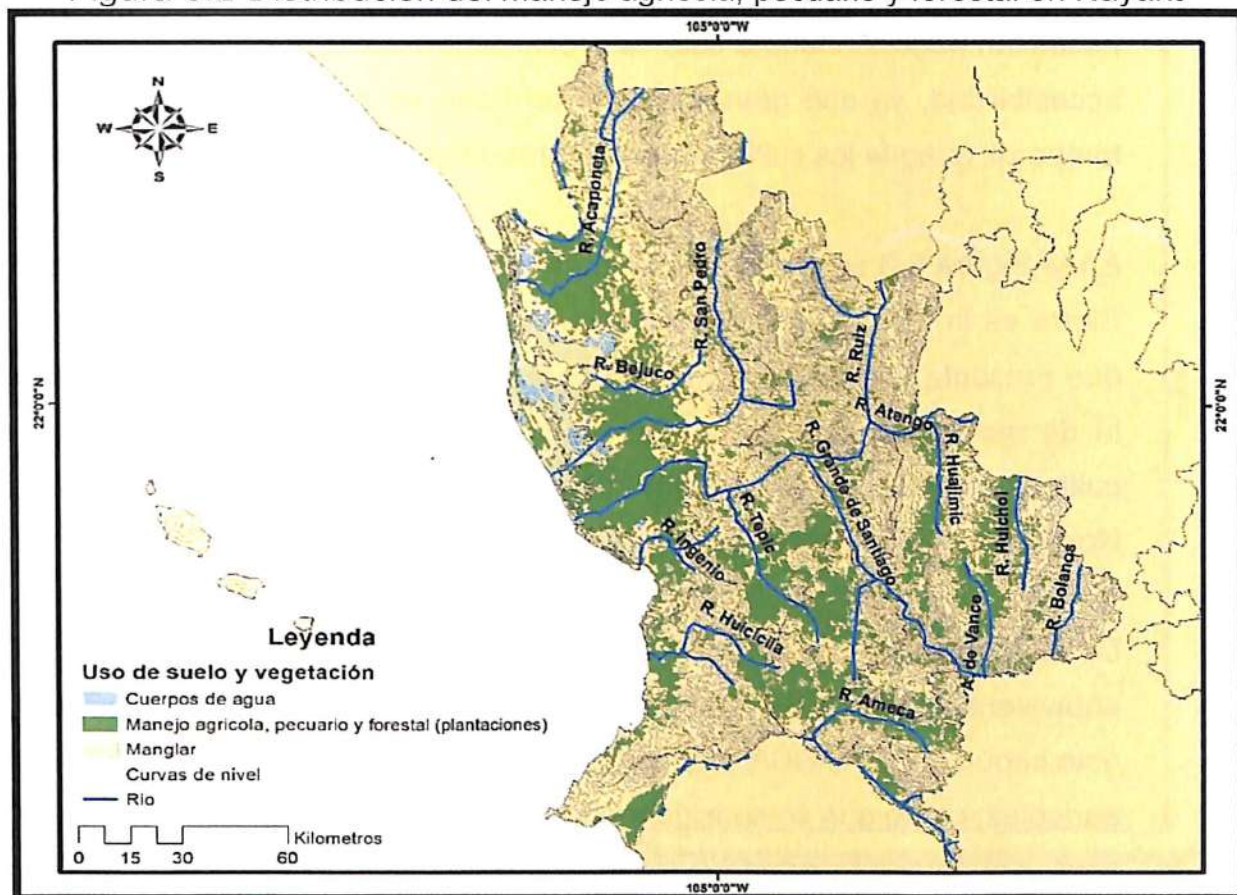 105°0'0"W
N
W E
S
R. Acaponeta
R. San Pedro
R. Bejuco
R. Ruiz
22°0'0"N
22°0'0"N
R. Atengo
R. Grande de Santiago
R. Huajimic
R. Tepic
R. Huichol
R. Ingenio
R. Bolanos
R. Huicicila
A. de Vance
R. Ameca
Leyenda
Uso de suelo y vegetación
Cuerpos de agua
Manejo agricola, pecuario y forestal (plantaciones)
Manglar
Curvas de nivel
Rio
Kilometros
0 15 30 60
105°0'0"W